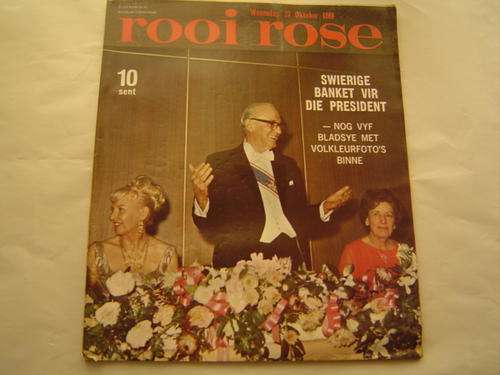 Woensdag, 23 Oktober 1968
rooi rose
10
sent
SWIERIGE
BANKET VIR
DIE PRESIDENT
— NOG VYF
BLADSYE MET
VOLKLEURFOTO'S
BINNE